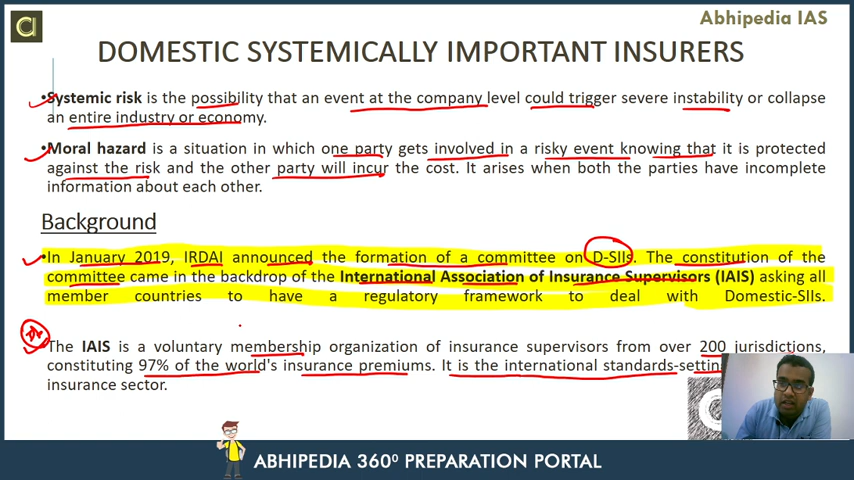 Abhipedia IAS
DOMESTIC SYSTEMICALLY IMPORTANT INSURERS
•Systemic risk is the possibility that an event at the company level could trigger severe instability or collapse
an entire industry or economy.
•Moral hazard is a situation in which one party gets involved in a risky event knowing that it is protected
against the risk and the other party will incur the cost. It arises when both the parties have incomplete
information about each other.
Background
•In January 2019, IRDAI announced the formation of a committee on D-SIIs. The constitution of the
committee came in the backdrop of the International Association of Insurance Supervisors (IAIS) asking all
member countries to have a regulatory framework to deal with Domestic-SIIs.
The IAIS is a voluntary membership organization of insurance supervisors from over 200 jurisdictions,
constituting 97% of the world's insurance premiums. It is the international standards-setting
insurance sector.
ABHIPEDIA 360⁰ PREPARATION PORTAL